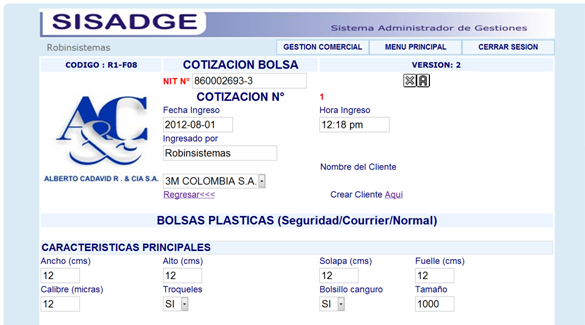 SISADGE
Sistema Administrador de Gestiones
Robinsistemas
GESTION COMERCIAL MENU PRINCIPAL CERRAR SESION
CODIGO : R1-F08 COTIZACION BOLSA VERSION: 2
NIT N° 860002693-3
COTIZACION N° 1
Fecha Ingreso Hora Ingreso
2012-08-01 12:18 pm
Ingresado por
Robinsistemas
A&C
Nombre del Cliente
ALBERTO CADAVID R . & CIA S.A. 3M COLOMBIA S.A.
Regresar<<< Crear Cliente Aquí
BOLSAS PLASTICAS (Seguridad/Courrier/Normal)
CARACTERISTICAS PRINCIPALES
Ancho (cms) Alto (cms) Solapa (cms) Fuelle (cms)
12 12 12 12
Calibre (micras) Troqueles Bolsillo canguro Tamaño
12 SI SI 1000